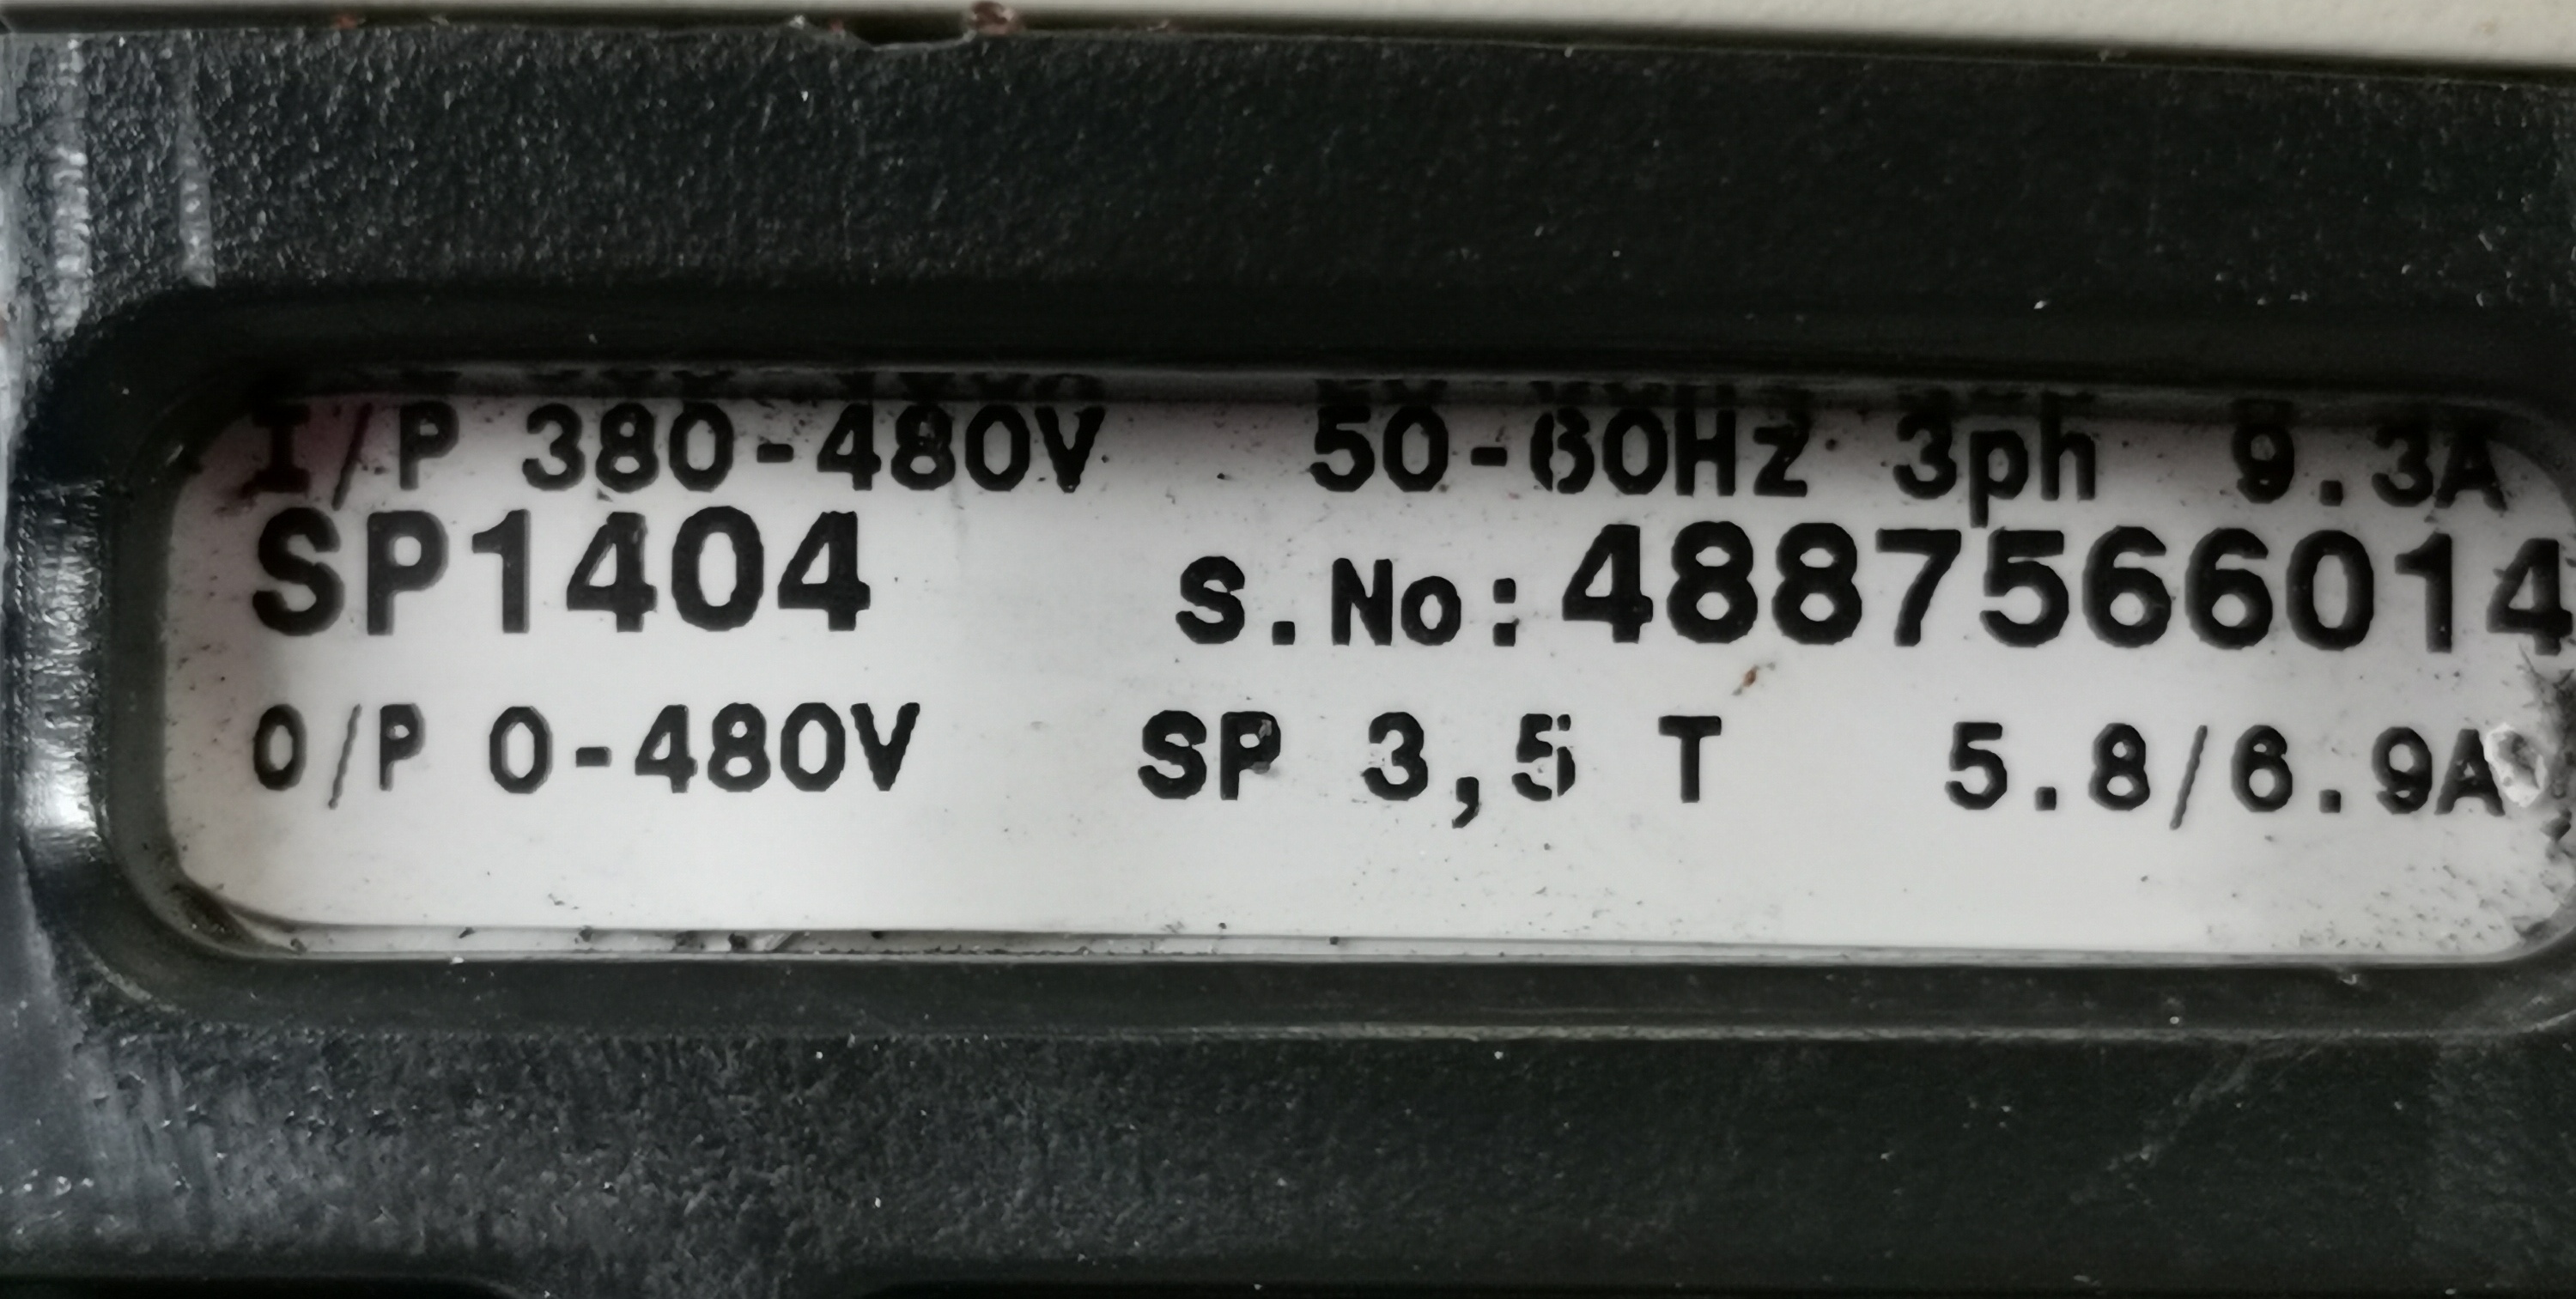 I/P 380-480V 50-60Hz 3ph 9.3A
SP1404 S.No:4887566014
O/P 0-480V SP 3,5 T 5.8/6.9A